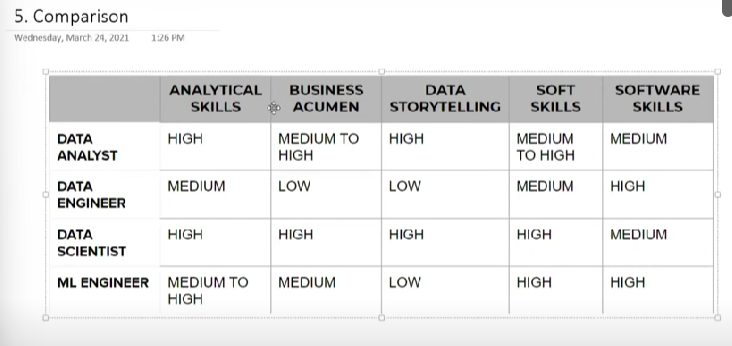 5. Comparison
Wednesday, March 24, 2021 1:26 PM
ANALYTICAL SKILLS BUSINESS ACUMEN DATA STORYTELLING SOFT SKILLS SOFTWARE SKILLS
DATA ANALYST HIGH MEDIUM TO HIGH HIGH MEDIUM TO HIGH MEDIUM
DATA ENGINEER MEDIUM LOW LOW MEDIUM HIGH
DATA SCIENTIST HIGH HIGH HIGH HIGH MEDIUM
ML ENGINEER MEDIUM TO HIGH MEDIUM LOW HIGH HIGH